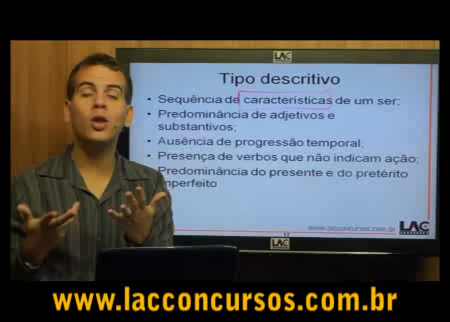 LAC
Tipo descritivo
• Sequência de características de um ser;
• Predominância de adjetivos e
substantivos;
• Ausência de progressão temporal;
• Presença de verbos que não indicam ação;
Predominância do presente e do pretérito
imperfeito
17
www.lacconcursos.com.br
LAC
CONCURSOS
LAC
www.lacconcursos.com.br